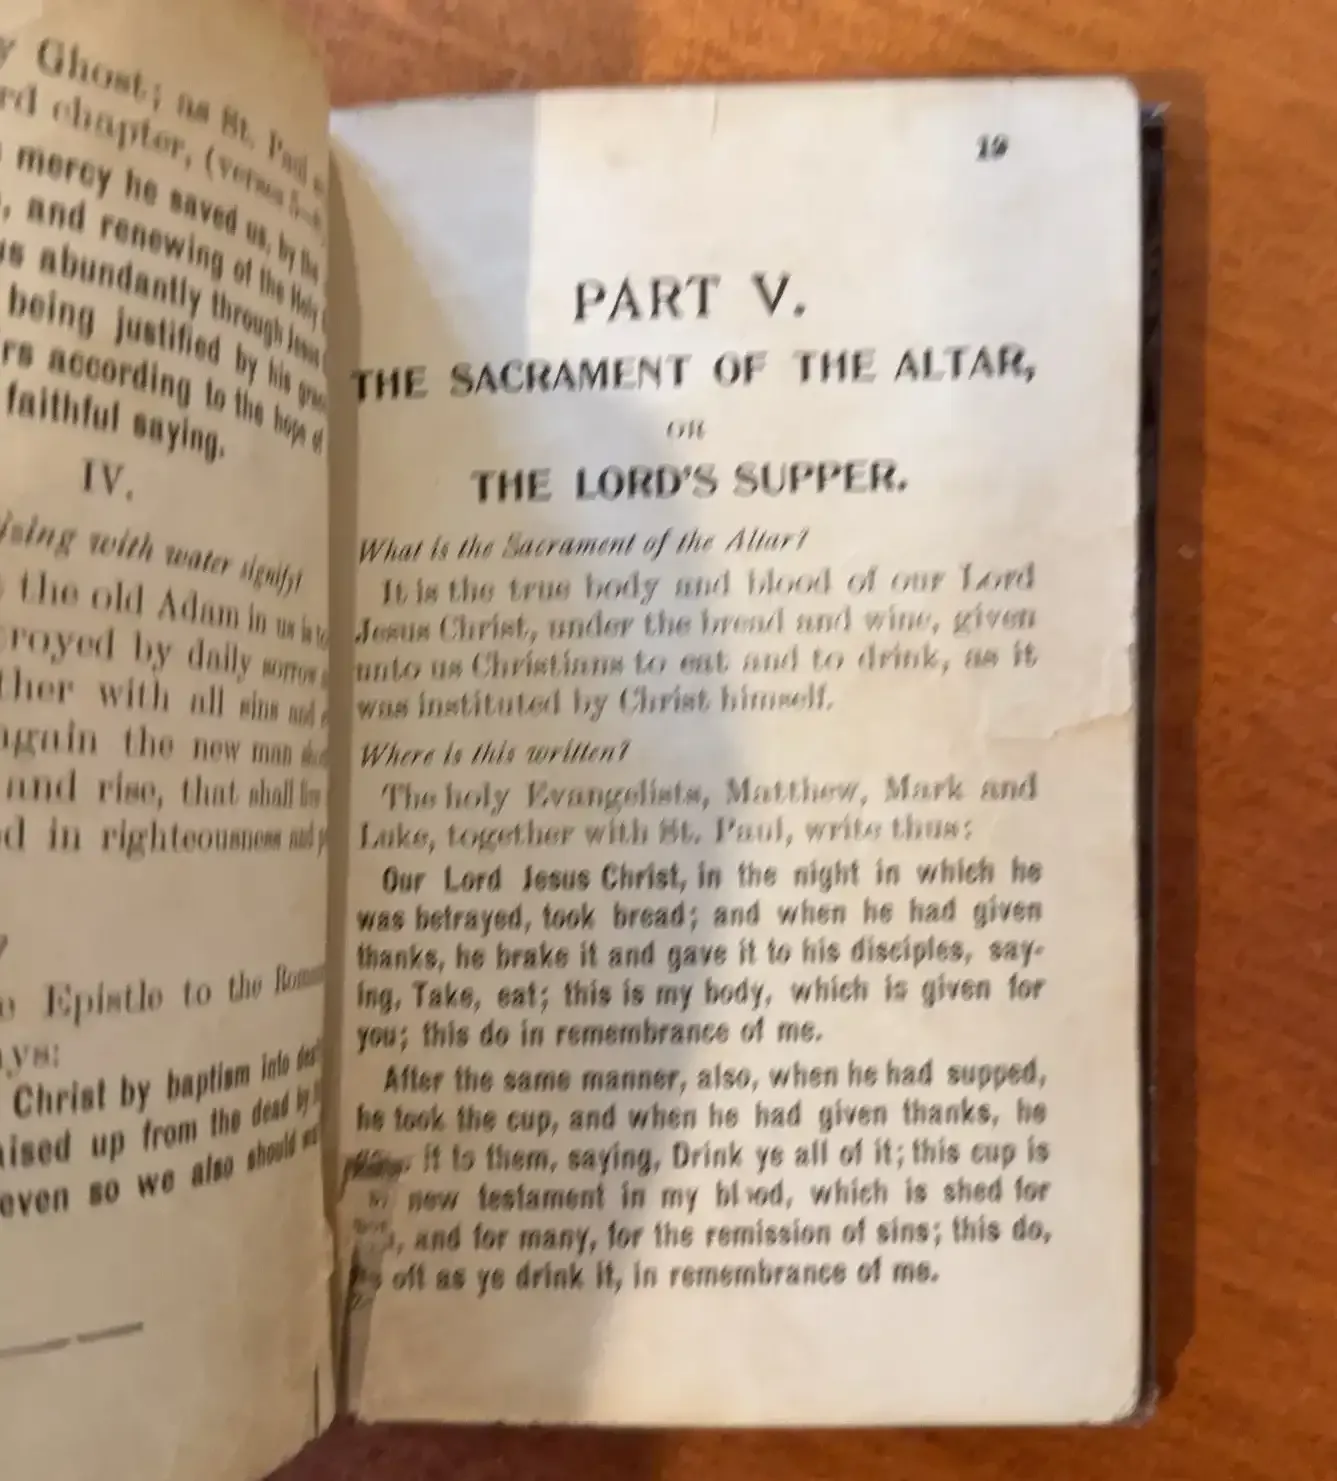 Ghost; as St. Paul
chapter, (verses
mercy he saved us, by the
and renewing of the Holy
us abundantly through Jesus
being justified by his
according to the hope of
faithful saying.
IV.
with water signify?
the old Adam in us is to
by daily sorrow
with all sins and
again the new man
and rise, that shall live
in righteousness and
Epistle to the
Christ by baptism into
up from the dead by
even so we also should
19
PART V.
THE SACRAMENT OF THE ALTAR,
OR
THE LORD'S SUPPER.
What is the Sacrament of the Altar?
It is the true body and blood of our Lord
Jesus Christ, under the bread and wine, given
unto us Christians to eat and to drink, as it
was instituted by Christ himself.
Where is this written?
The holy Evangelists, Matthew, Mark and
Luke, together with St. Paul, write thus:
Our Lord Jesus Christ, in the night in which he
was betrayed, took bread; and when he had given
thanks, he brake it and gave it to his disciples, say-
ing, Take, eat; this is my body, which is given for
you; this do in remembrance of me.
After the same manner, also, when he had supped,
he took the cup, and when he had given thanks, he
it to them, saying, Drink ye all of it; this cup is
new testament in my blood, which is shed for
and for many, for the remission of sins; this do,
oft as ye drink it, in remembrance of me.